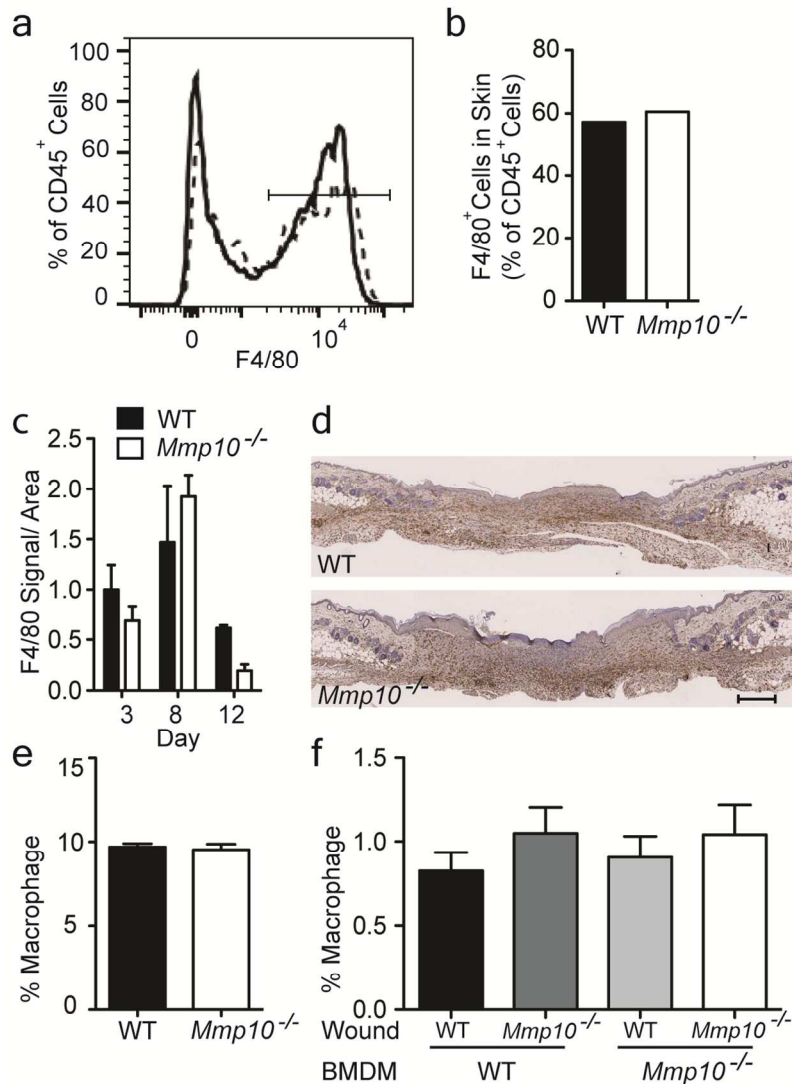 a
% of CD45+ Cells
100
80
60
40
20
0
0
10^4
F4/80
b
F4/80+ Cells in Skin
(% of CD45+ Cells)
80
60
40
20
0
WT
Mmp10-/-
c
WT
Mmp10-/-
F4/80 Signal/ Area
2.5
2.0
1.5
1.0
0.5
0.0
3
8
12
Day
d
WT
Mmp10-/-
e
% Macrophage
15
10
5
0
WT
Mmp10-/-
f
% Macrophage
1.5
1.0
0.5
0.0
Wound WT Mmp10-/- WT Mmp10-/-
BMDM WT Mmp10-/-